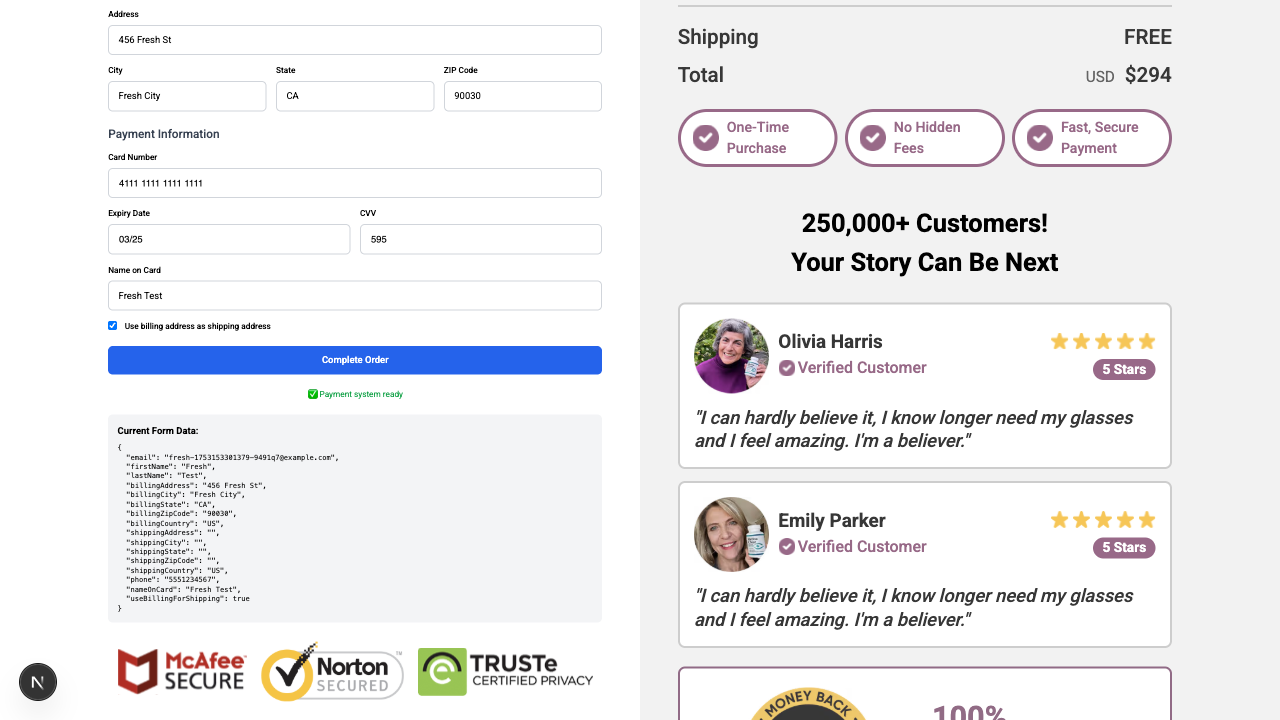 Address
456 Fresh St
City
State
ZIP Code
Fresh City
CA
90030
Payment Information
Card Number
4111 1111 1111 1111
Expiry Date
CVV
03/25
595
Name on Card
Fresh Test
Use billing address as shipping address
Complete Order
Payment system ready
Current Form Data:
{
"email": "fresh-1753153301379-9491q7@example.com",
"firstName": "Fresh",
"lastName": "Test",
"billingAddress": "456 Fresh St",
"billingCity": "Fresh City",
"billingState": "CA",
"billingZipCode": "90030",
"billingCountry": "US",
"shippingAddress": "",
"shippingCity": "",
"shippingState": "",
"shippingZipCode": "",
"shippingCountry": "US",
"phone": "5551234567",
"nameOnCard": "Fresh Test",
"useBillingForShipping": true
}
McAfee™
SECURE
Norton™
SECURED
TRUSTe
CERTIFIED PRIVACY
N
Shipping FREE
Total USD $294
One-Time
Purchase
No Hidden
Fees
Fast, Secure
Payment
250,000+ Customers!
Your Story Can Be Next
Olivia Harris
Verified Customer
5 Stars
"I can hardly believe it, I know longer need my glasses
and I feel amazing. I'm a believer."
Emily Parker
Verified Customer
5 Stars
"I can hardly believe it, I know longer need my glasses
and I feel amazing. I'm a believer."
MONEY BACK
100%